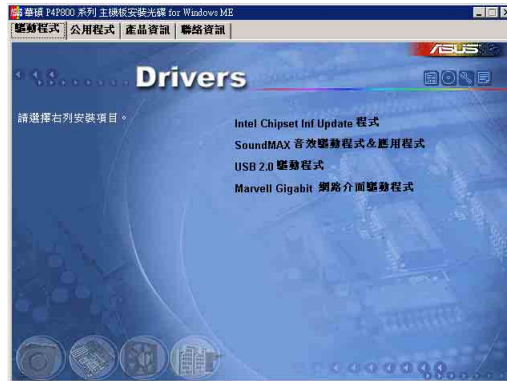 華碩 P4P800 系列 主機板安裝光碟 for Windows ME
驅動程式 公用程式 產品資訊 聯絡資訊
ASUS
Drivers
請選擇右列安裝項目。
Intel Chipset Inf Update 程式
SoundMAX 音效驅動程式&應用程式
USB 2.0 驅動程式
Marvell Gigabit 網路介面驅動程式